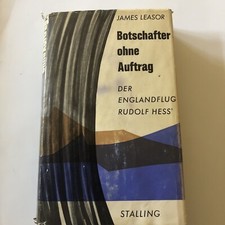 JAMES LEASOR
Botschafter
ohne
Auftrag
DER
ENGLANDFLUG
RUDOLF HESS'
STALLING